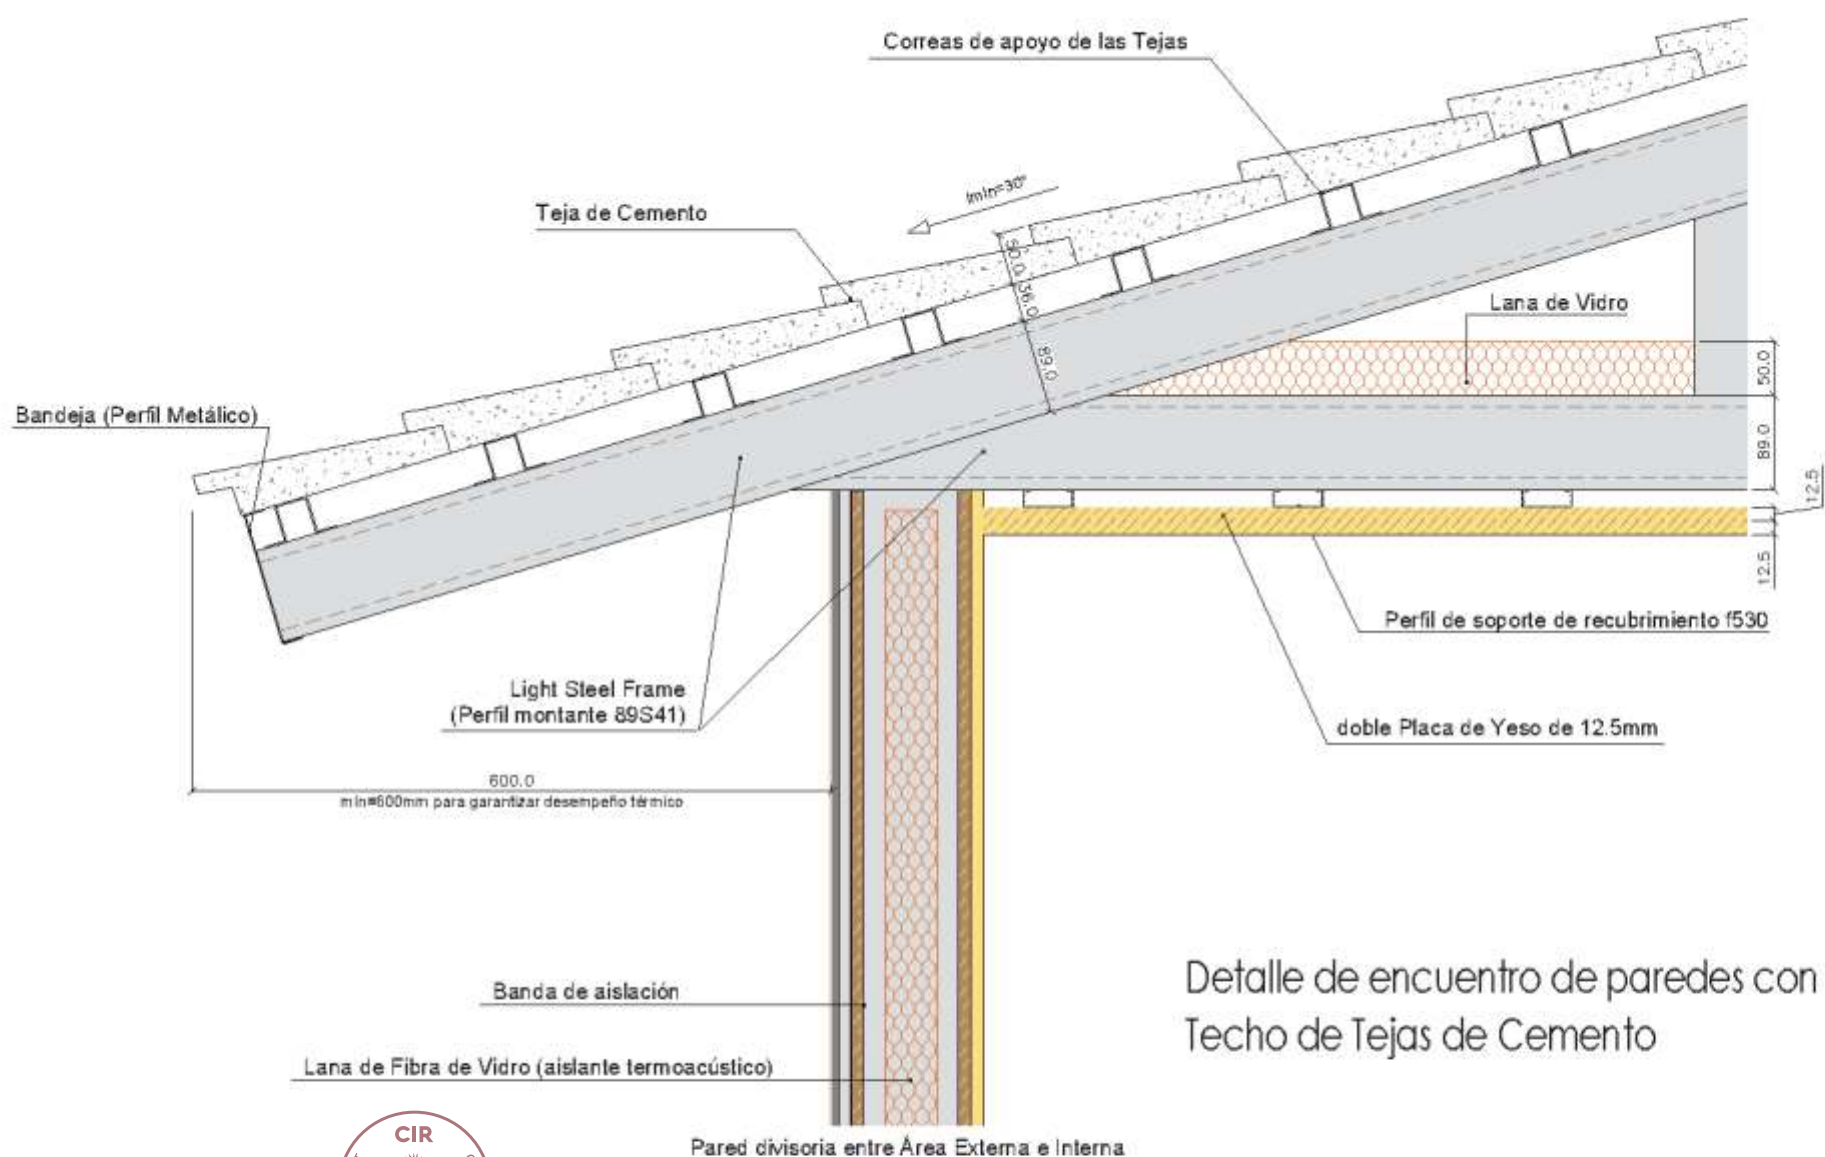 Correas de apoyo de las Tejas
Imin=30°
Teja de Cemento
50.0
36.0
89.0
Lana de Vidro
50.0
89.0
12.5
12.5
Bandeja (Perfil Metálico)
Perfil de soporte de recubrimiento f530
Light Steel Frame
(Perfil montante 89S41)
doble Placa de Yeso de 12.5mm
600.0
min=600mm para garantizar desempeño térmico
Banda de aislación
Detalle de encuentro de paredes con
Techo de Tejas de Cemento
Lana de Fibra de Vidro (aislante termoacústico)
CIR
Pared divisoria entre Área Externa e Interna